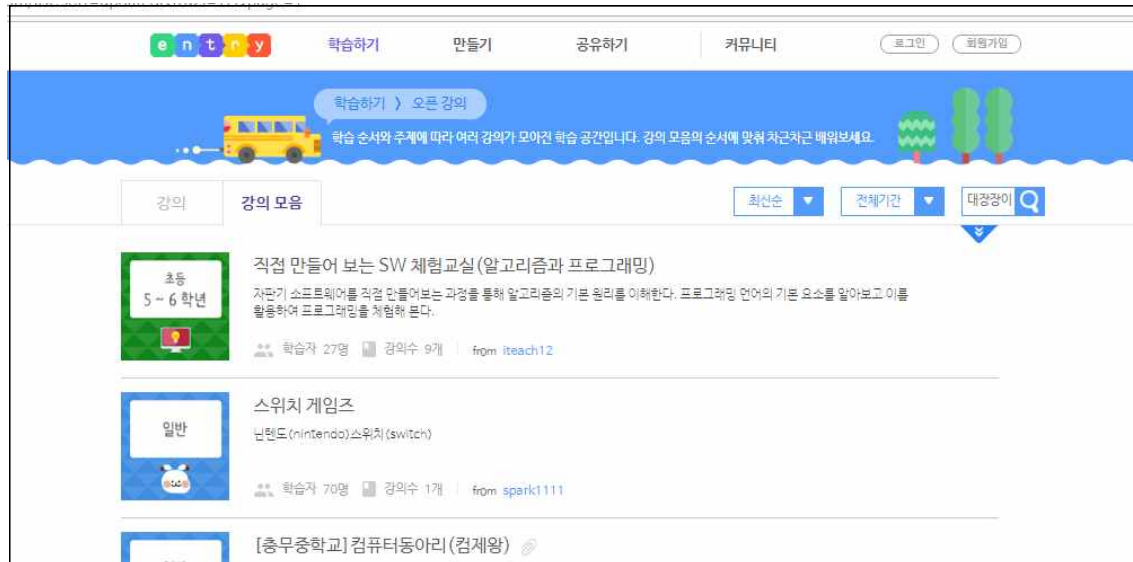 entry
학습하기 만들기 공유하기 커뮤니티 로그인 회원가입
학습하기 〉 오픈 강의
학습 순서와 주제에 따라 여러 강의가 모아진 학습 공간입니다. 강의 모음의 순서에 맞춰 차근차근 배워보세요.
강의 강의 모음 최신순 전체기간 대장장이
초등
5 ~ 6 학년
직접 만들어 보는 SW 체험교실(알고리즘과 프로그래밍)
자판기 소프트웨어를 직접 만들어보는 과정을 통해 알고리즘의 기본 원리를 이해한다. 프로그래밍 언어의 기본 요소를 알아보고 이를
활용하여 프로그래밍을 체험해 본다.
학습자 27명 강의수 9개 from iteach12
일반
스위치 게임즈
닌텐도(nintendo)스위치(switch)
학습자 70명 강의수 1개 from spark1111
[충무중학교]컴퓨터동아리(컴제왕)